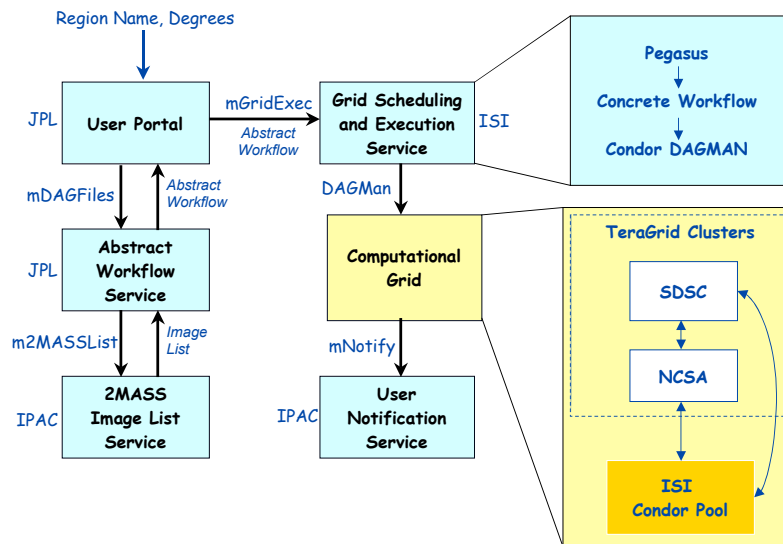 Region Name, Degrees
JPL
User Portal
mGridExec
Abstract
Workflow
Grid Scheduling
and Execution
Service
ISI
Pegasus
Concrete Workflow
Condor DAGMAN
mDAGFiles
Abstract
Workflow
DAGMan
JPL
Abstract
Workflow
Service
Computational
Grid
TeraGrid Clusters
SDSC
NCSA
m2MASSList
Image
List
mNotify
IPAC
2MASS
Image List
Service
IPAC
User
Notification
Service
ISI
Condor Pool